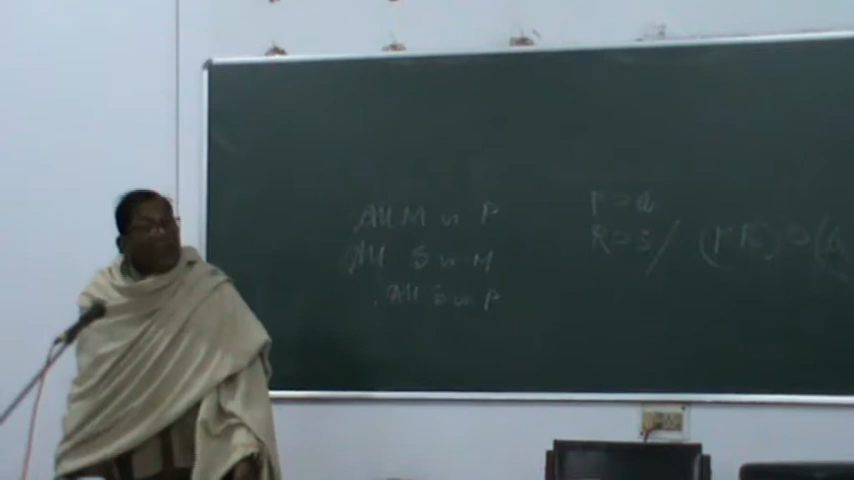 All M is P
All S is M
All S is P
P ⊃ Q
R ⊃ S / (P R) ⊃ (Q